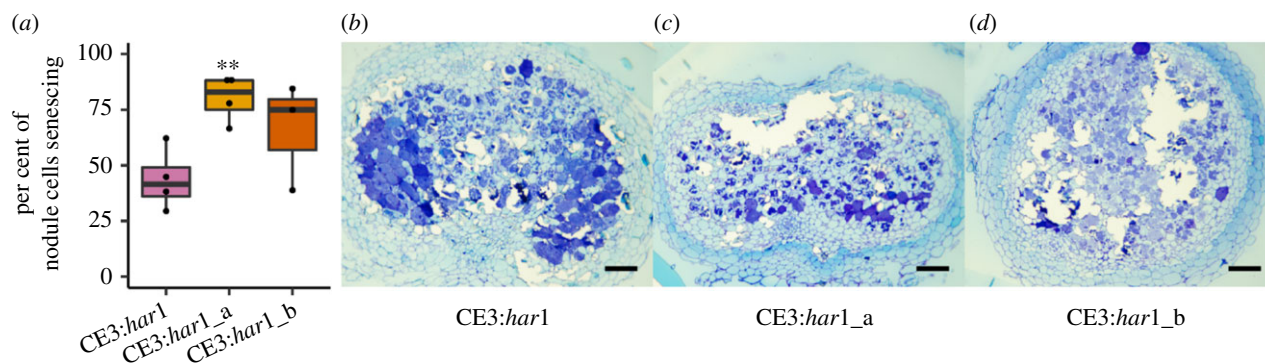 (a)
100
75
50
25
0
per cent of
nodule cells senescing
**
CE3:har1
CE3:har1_a
CE3:har1_b
(b)
CE3:har1
(c)
CE3:har1_a
(d)
CE3:har1_b